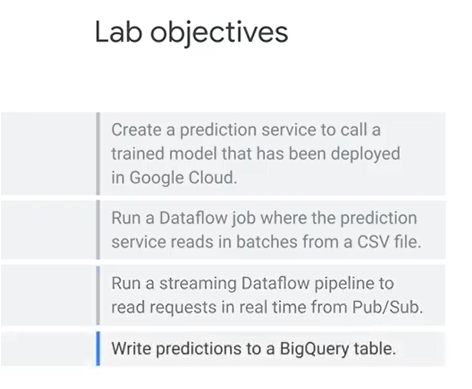 Lab objectives
Create a prediction service to call a
trained model that has been deployed
in Google Cloud.
Run a Dataflow job where the prediction
service reads in batches from a CSV file.
Run a streaming Dataflow pipeline to
read requests in real time from Pub/Sub.
Write predictions to a BigQuery table.